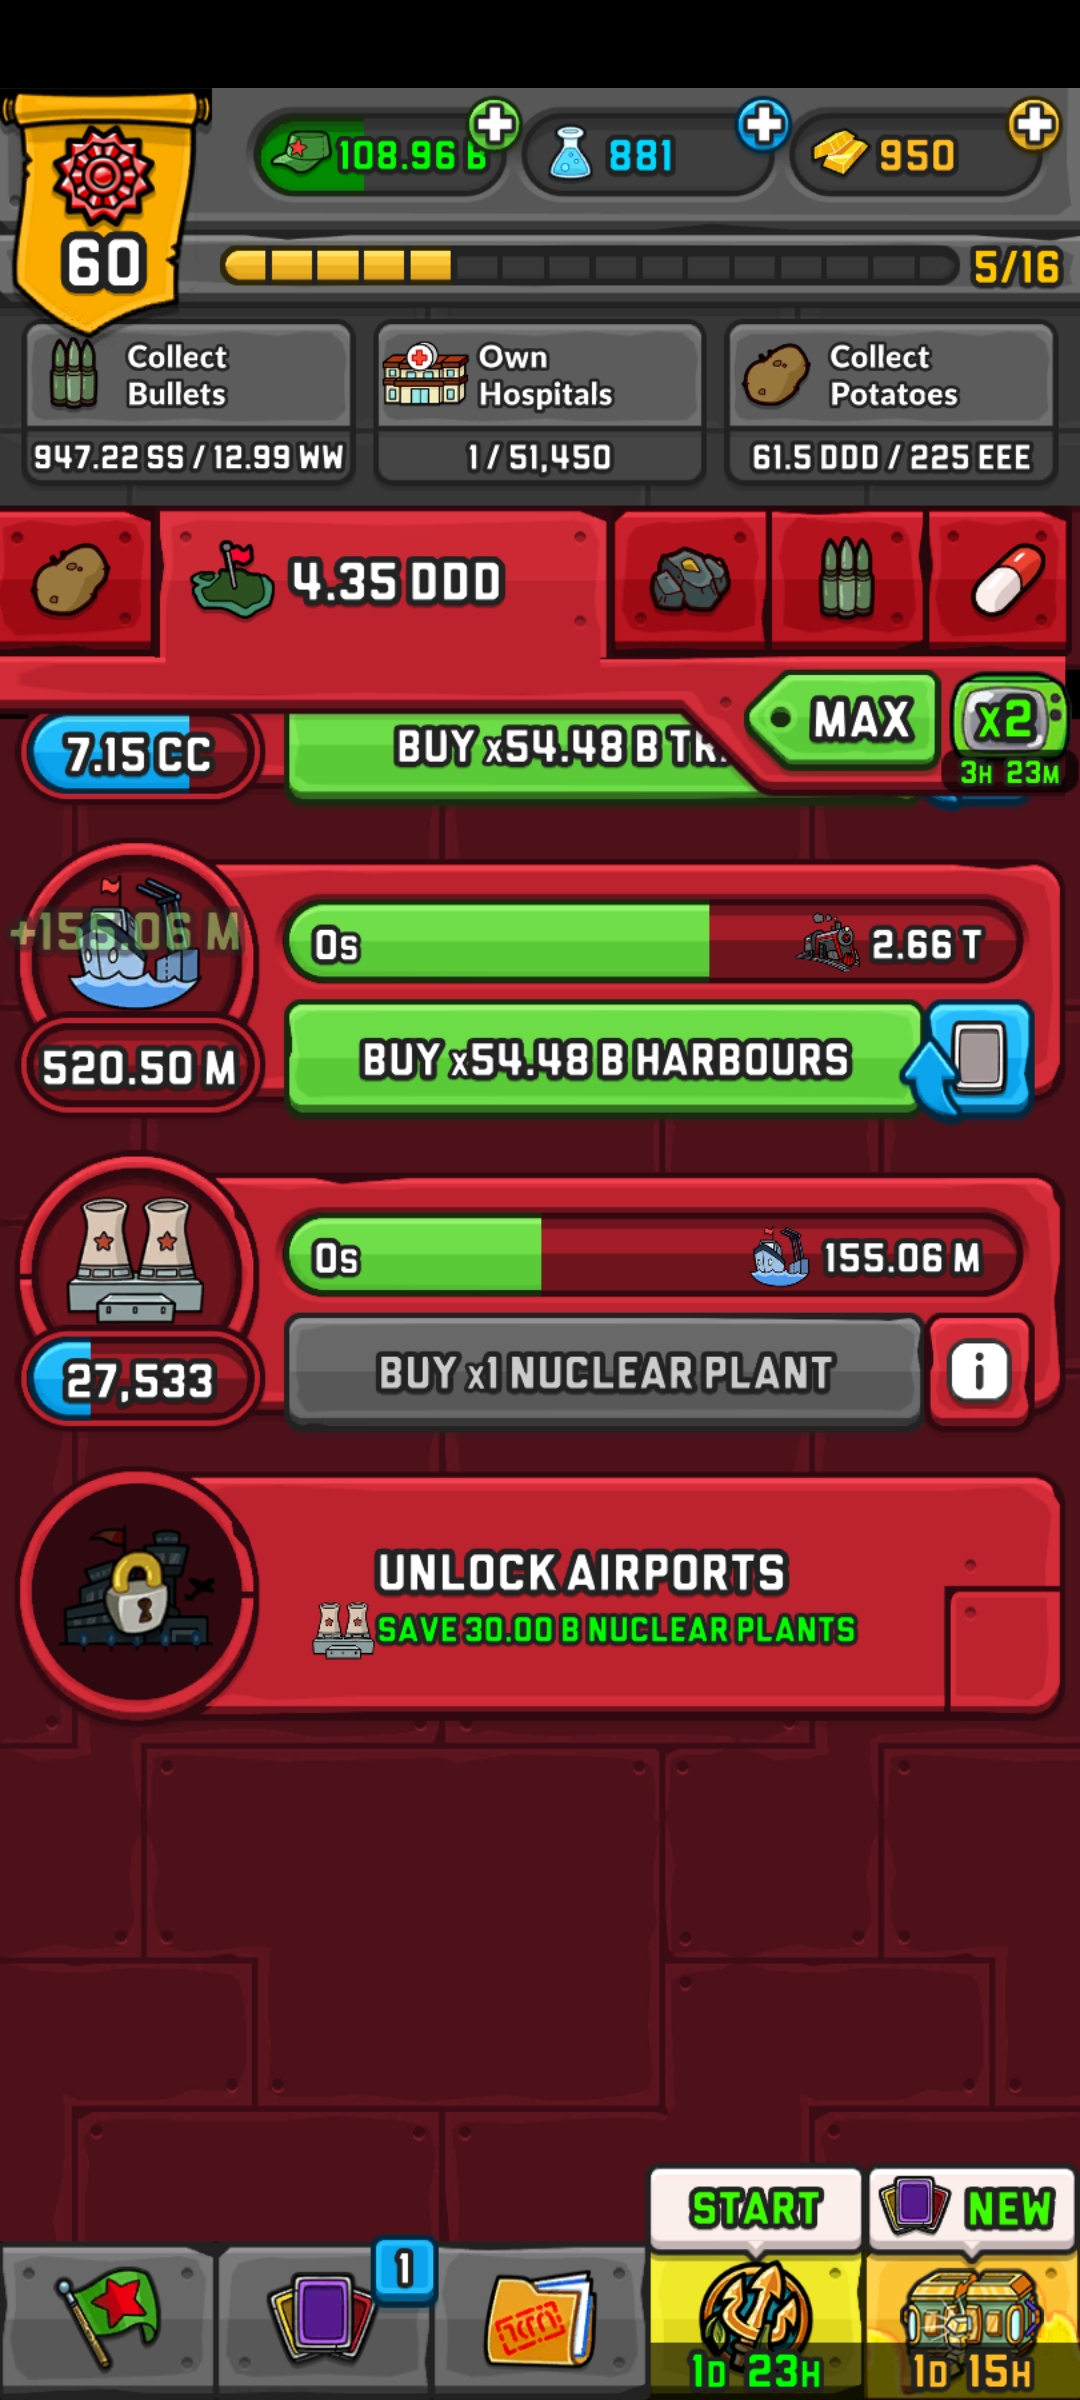 108.96 B
881
950
60
5/16
Collect
Bullets
Own
Hospitals
Collect
Potatoes
947.22 SS / 12.99 WW
1 / 51,450
61.5 DDD / 225 EEE
4.35 DDD
MAX
x2
3H 23M
7.15 CC
BUY x54.48 B
+155.06 M
0s
2.66 T
520.50 M
BUY x54.48 B HARBOURS
0s
155.06 M
27,533
BUY x1 NUCLEAR PLANT
i
UNLOCK AIRPORTS
SAVE 30.00 B NUCLEAR PLANTS
START
NEW
1
1D 23H
1D 15H